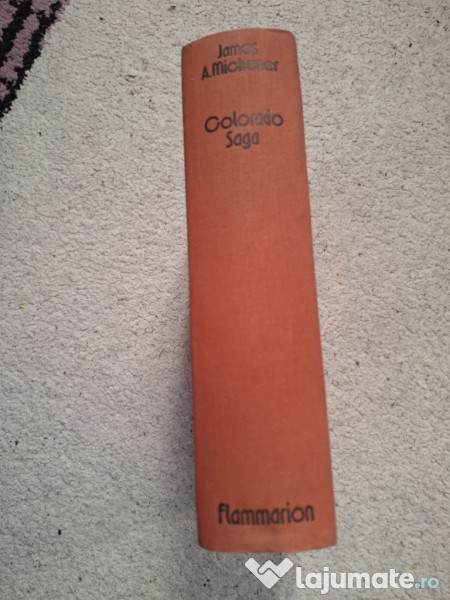 James
A. Michener
Colorado
Saga
Flammarion
lajumate.ro